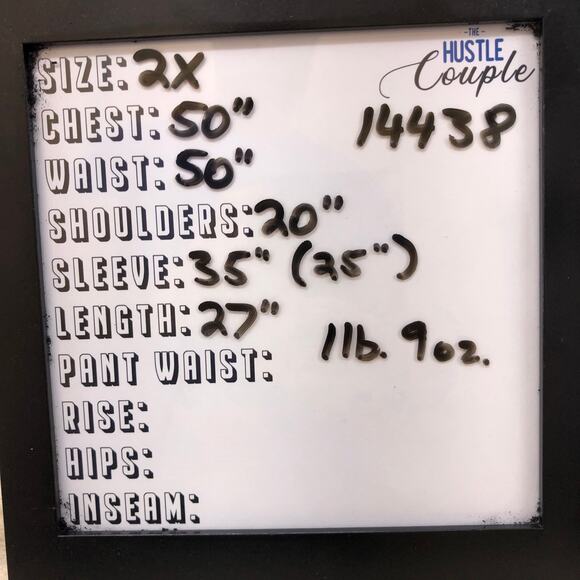 -THE-
HUSTLE
Couple
SIZE: 2X
14438
CHEST: 50"
WAIST: 50"
SHOULDERS: 20"
SLEEVE: 35" (25")
LENGTH: 27"
1lb. 9oz.
PANT WAIST:
RISE:
HIPS:
INSEAM: